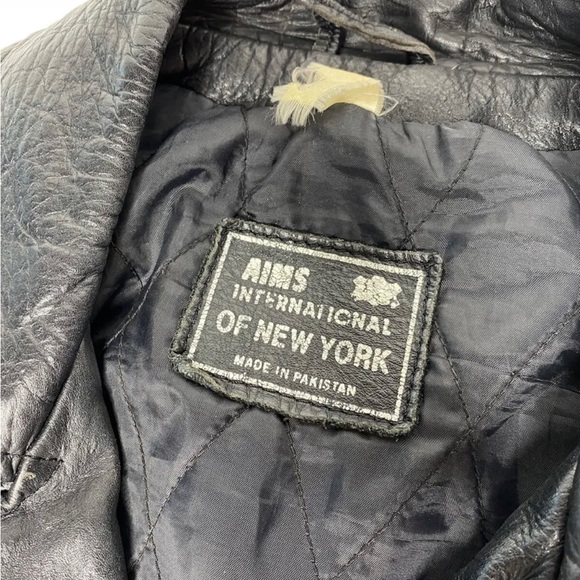 AIMS
INTERNATIONAL
OF NEW YORK
MADE IN PAKISTAN